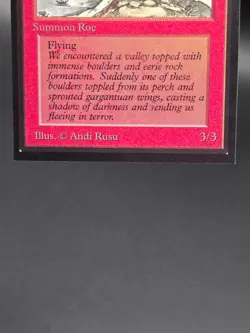 Summon Roc
Flying
We encountered a valley topped with
immense boulders and eerie rock
formations. Suddenly one of these
boulders toppled from its perch and
sprouted gargantuan wings, casting a
shadow of darkness and sending us
fleeing in terror.
Illus. © Andi Rusu
3/3